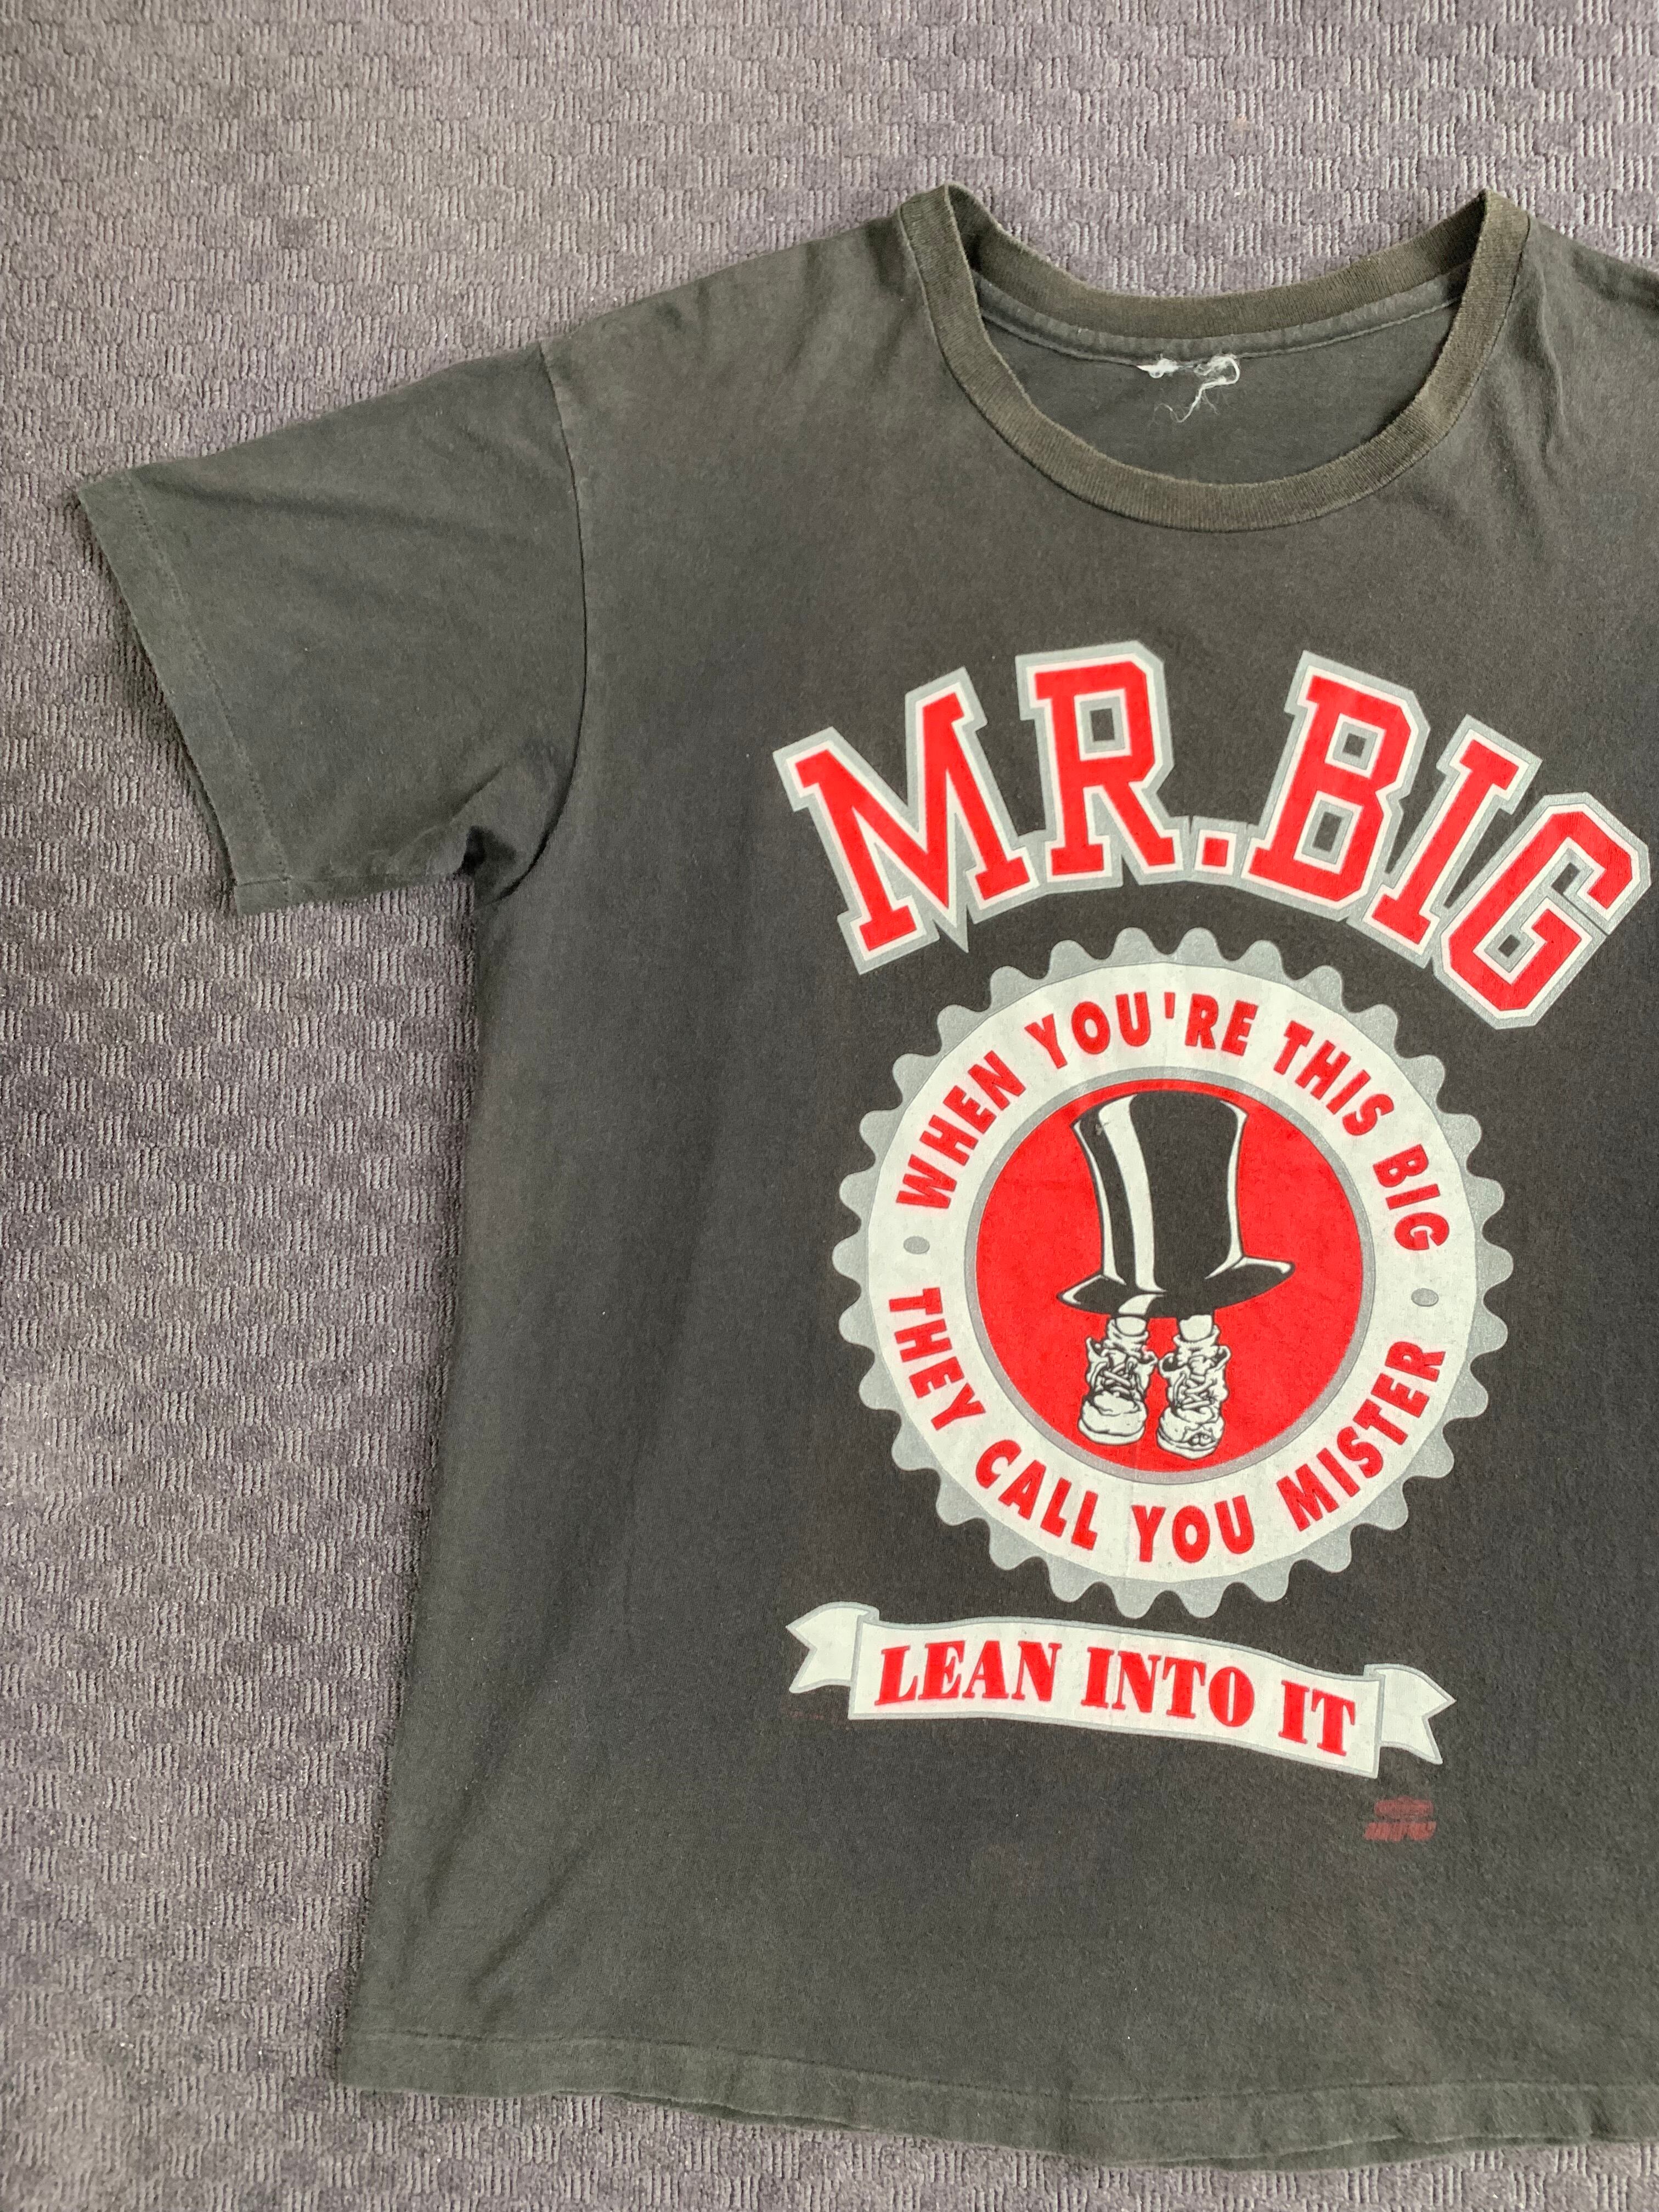 MR.BIG
WHEN YOU'RE THIS BIG
THEY CALL YOU MISTER
LEAN INTO IT